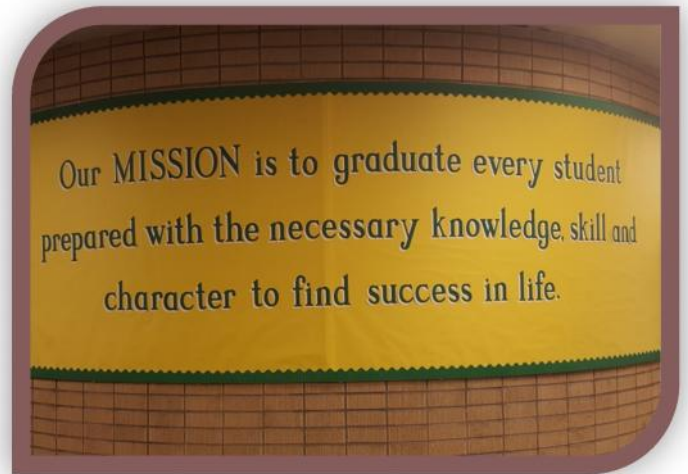 Our MISSION is to graduate every student
prepared with the necessary knowledge, skill and
character to find success in life.